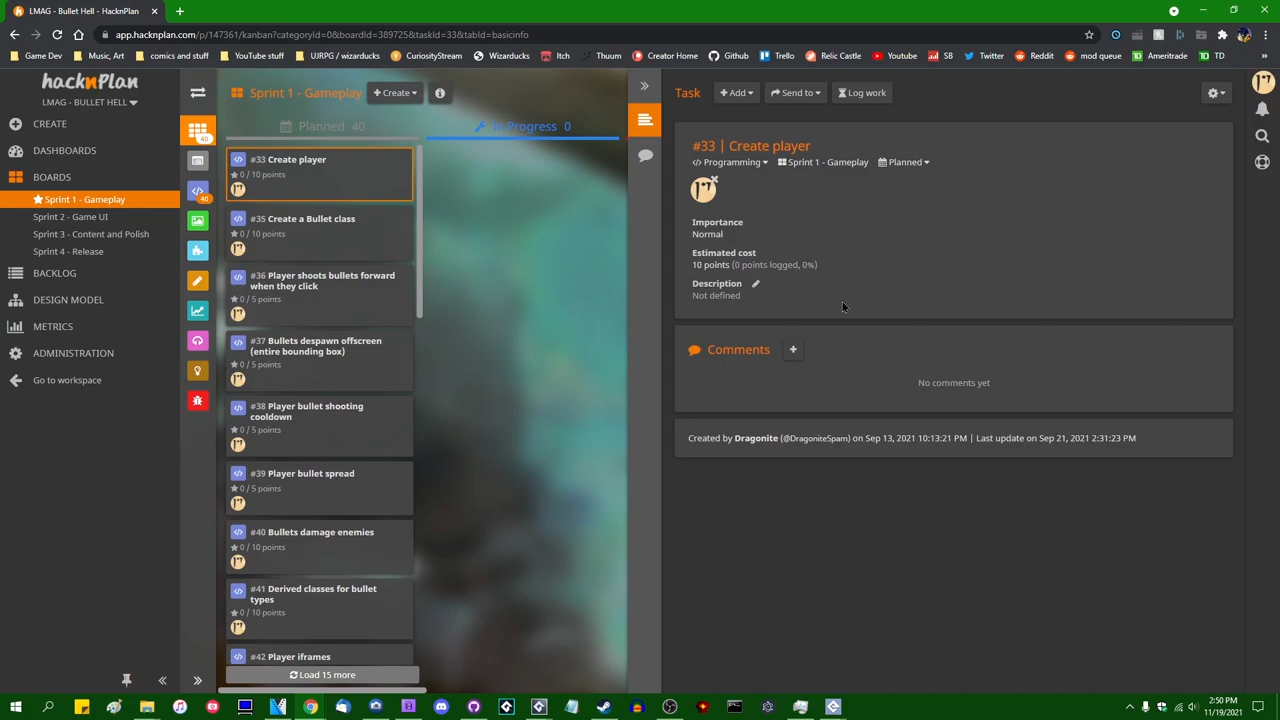 LMAG - Bullet Hell - HacknPlan
app.hacknplan.com/p/147361/kanban?categoryId=0&boardId=389725&taskId=33&tabId=basicinfo
Game Dev
Music, Art
comics and stuff
UJRPG / wizarducks
CuriosityStream
Itch
Thuum
Creator Home
Github
Trello
Relic Castle
Youtube
SB
Twitter
Reddit
mod queue
Ameritrade
TD
hacknPlan
LMAG - BULLET HELL
CREATE
DASHBOARDS
BOARDS
Sprint 1 - Gameplay
Sprint 2 - Game UI
Sprint 3 - Content and Polish
Sprint 4 - Release
BACKLOG
DESIGN MODEL
METRICS
ADMINISTRATION
Go to workspace
40
40
Sprint 1 - Gameplay
+ Create
Planned 40
In Progress 0
#33 Create player
0 / 10 points
#35 Create a Bullet class
0 / 10 points
#36 Player shoots bullets forward
when they click
0 / 5 points
#37 Bullets despawn offscreen
(entire bounding box)
0 / 5 points
#38 Player bullet shooting
cooldown
0 / 5 points
#39 Player bullet spread
0 / 5 points
#40 Bullets damage enemies
0 / 10 points
#41 Derived classes for bullet
types
0 / 10 points
#42 Player iframes
Load 15 more
Task
+ Add
Send to
Log work
#33 | Create player
Programming
Sprint 1 - Gameplay
Planned
Importance
Normal
Estimated cost
10 points (0 points logged, 0%)
Description
Not defined
Comments
No comments yet
Created by Dragonite (@DragoniteSpam) on Sep 13, 2021 10:13:21 PM | Last update on Sep 21, 2021 2:31:23 PM
2:50 PM
11/19/2021